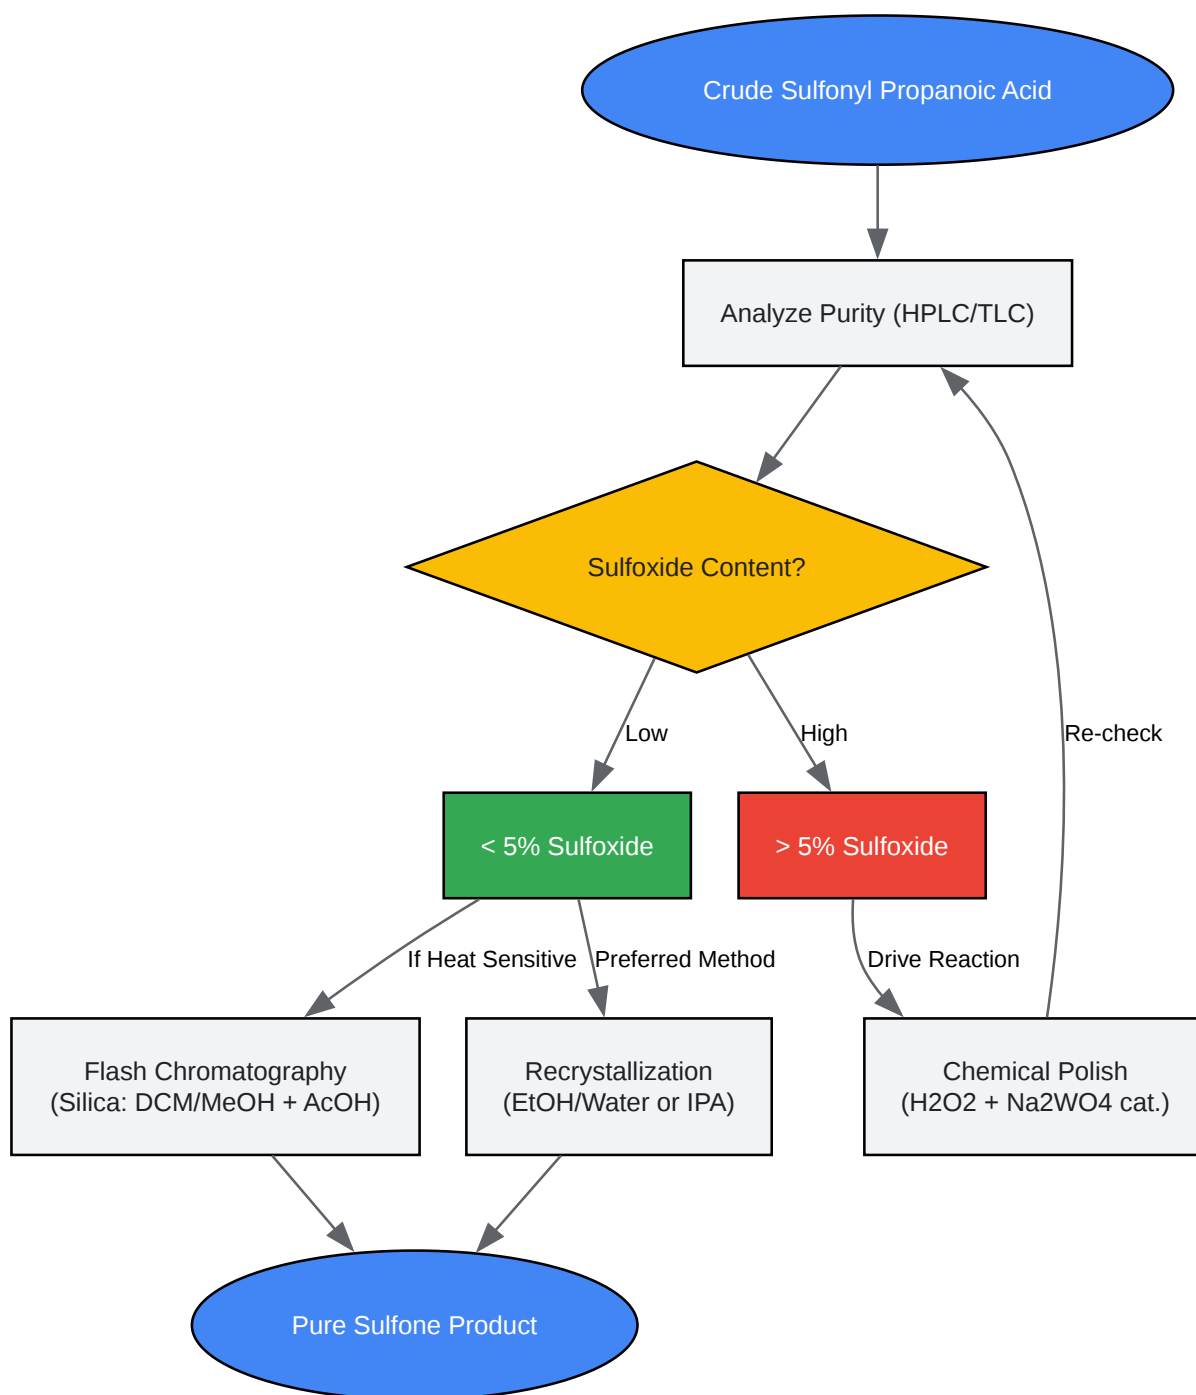 Crude Sulfonyl Propanoic Acid
Analyze Purity (HPLC/TLC)
Sulfoxide Content?
Low
High
Re-check
< 5% Sulfoxide
> 5% Sulfoxide
If Heat Sensitive
Preferred Method
Drive Reaction
Flash Chromatography
(Silica: DCM/MeOH + AcOH)
Recrystallization
(EtOH/Water or IPA)
Chemical Polish
(H2O2 + Na2WO4 cat.)
Pure Sulfone Product